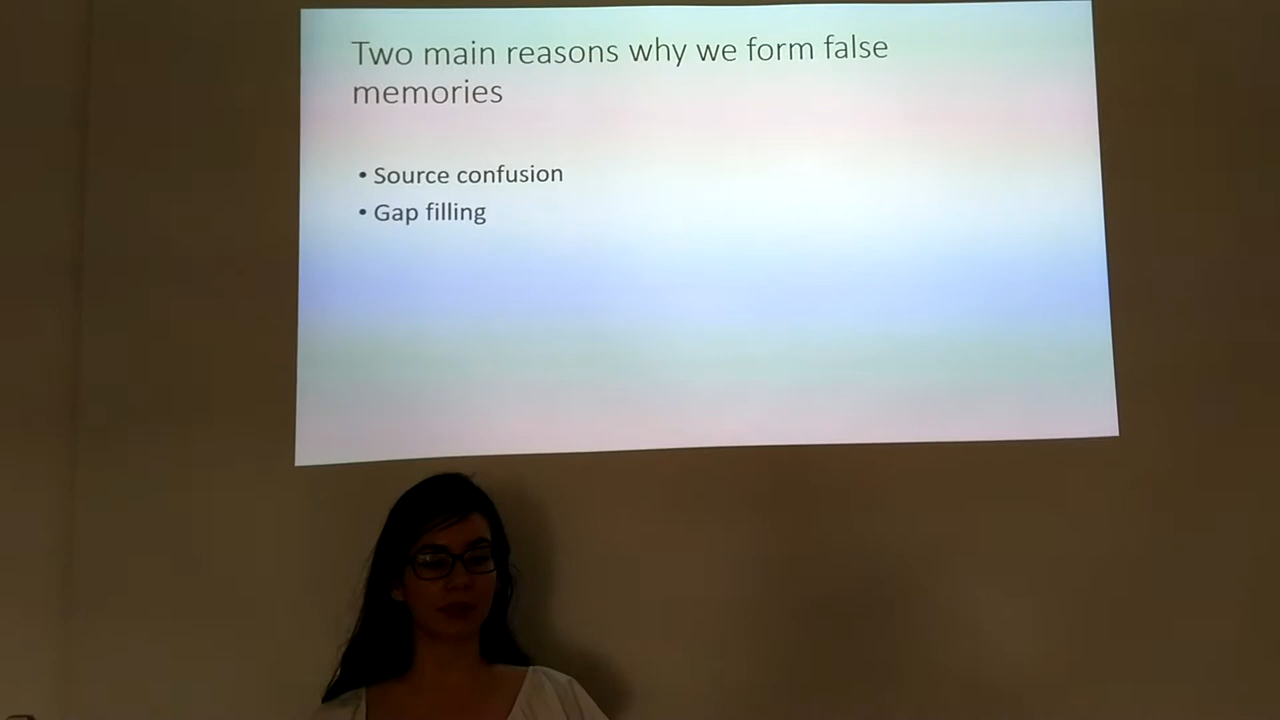 Two main reasons why we form false
memories
• Source confusion
• Gap filling